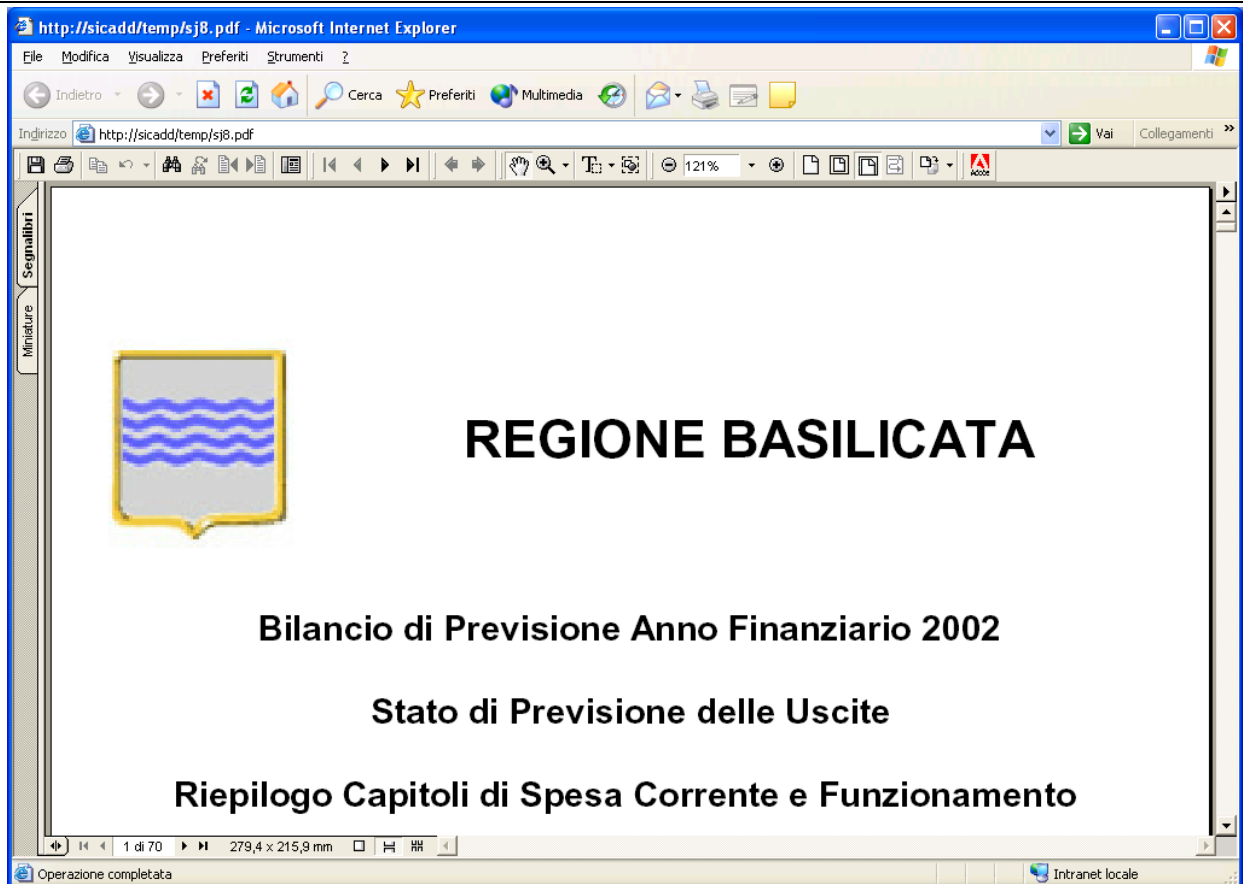 http://sicadd/temp/sj8.pdf - Microsoft Internet Explorer
File Modifica Visualizza Preferiti Strumenti ?
Indietro Cerca Preferiti Multimedia
Indirizzo http://sicadd/temp/sj8.pdf Vai Collegamenti »
121% Adobe
Segnalibri
Miniature
REGIONE BASILICATA
Bilancio di Previsione Anno Finanziario 2002
Stato di Previsione delle Uscite
Riepilogo Capitoli di Spesa Corrente e Funzionamento
1 di 70 279,4 x 215,9 mm
Operazione completata Intranet locale